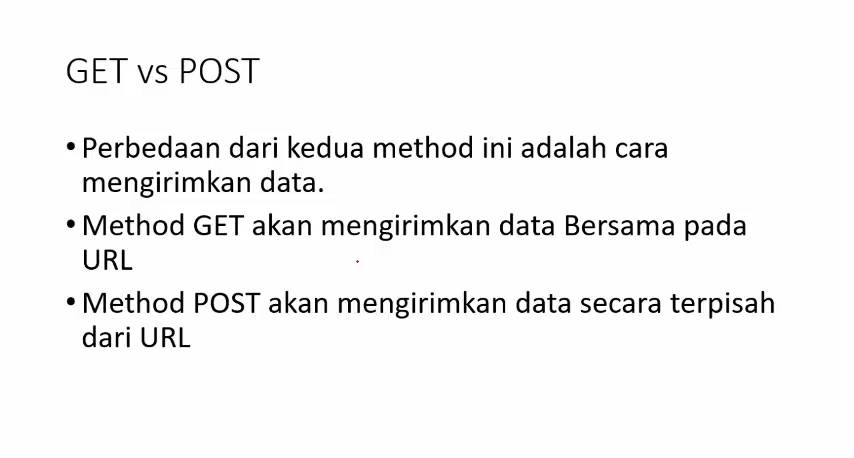 GET vs POST
• Perbedaan dari kedua method ini adalah cara
mengirimkan data.
• Method GET akan mengirimkan data Bersama pada
URL
• Method POST akan mengirimkan data secara terpisah
dari URL